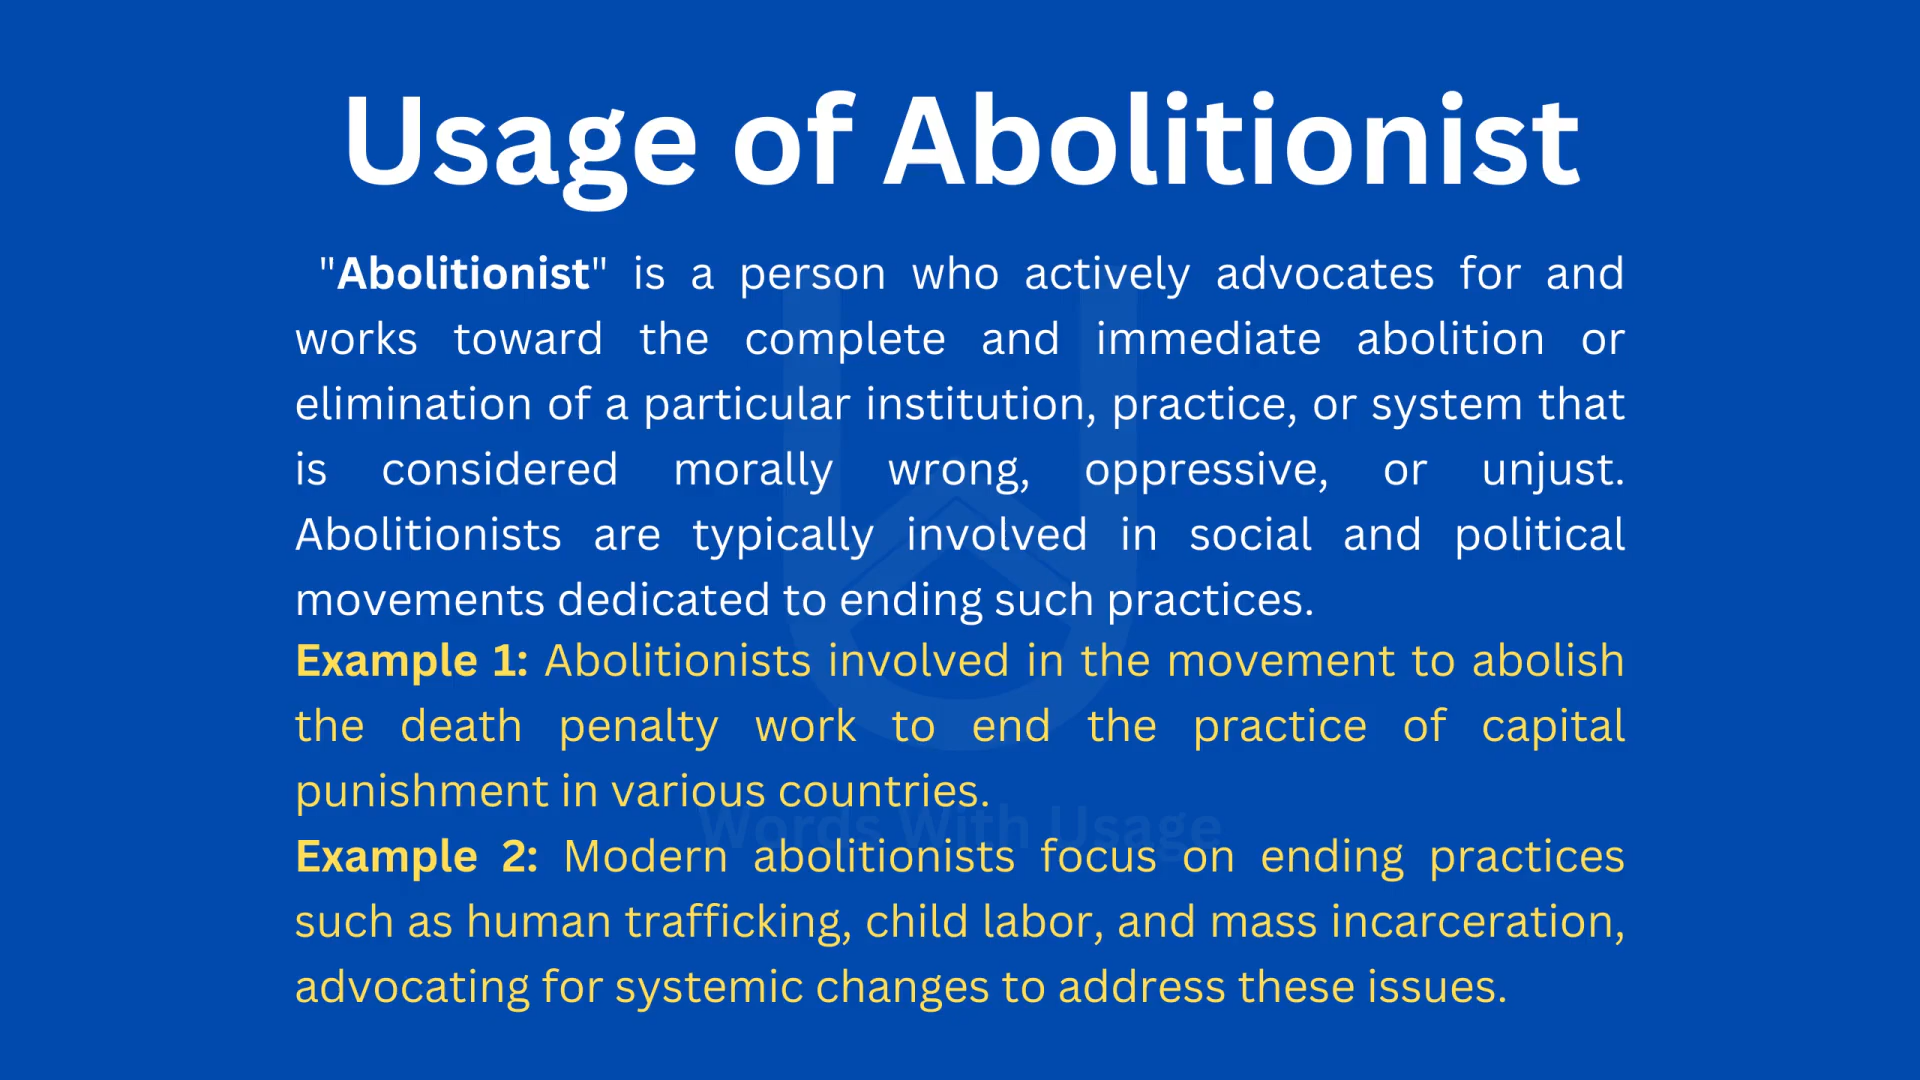 Usage of Abolitionist
"Abolitionist" is a person who actively advocates for and
works toward the complete and immediate abolition or
elimination of a particular institution, practice, or system that
is considered morally wrong, oppressive, or unjust.
Abolitionists are typically involved in social and political
movements dedicated to ending such practices.
Example 1: Abolitionists involved in the movement to abolish
the death penalty work to end the practice of capital
punishment in various countries.
Words With Usage
Example 2: Modern abolitionists focus on ending practices
such as human trafficking, child labor, and mass incarceration,
advocating for systemic changes to address these issues.